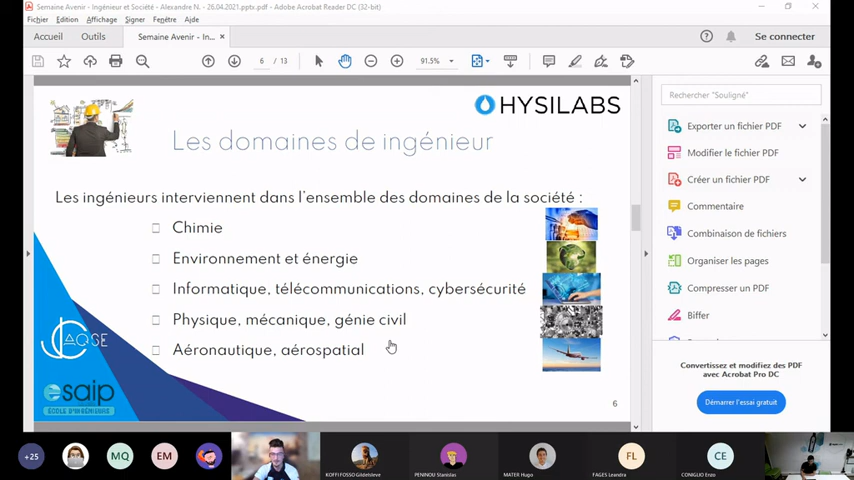 Semaine Avenir - Ingénieur et Société - Alexandre N. - 26.04.2021.pptx.pdf - Adobe Acrobat Reader DC (32-bit)
Fichier Edition Affichage Signer Fenêtre Aide
Accueil Outils Semaine Avenir - In... × Se connecter
6 / 13 91.5%
HYSILABS
Les domaines de ingénieur
Les ingénieurs interviennent dans l'ensemble des domaines de la société :
Chimie
Environnement et énergie
Informatique, télécommunications, cybersécurité
Physique, mécanique, génie civil
Aéronautique, aérospatial
esaip
ÉCOLE D'INGÉNIEURS
6
Rechercher "Souligné"
Exporter un fichier PDF
Modifier le fichier PDF
Créer un fichier PDF
Commentaire
Combinaison de fichiers
Organiser les pages
Compresser un PDF
Biffer
Convertissez et modifiez des PDF
avec Acrobat Pro DC
Démarrer l'essai gratuit
+25 MQ EM FL CE
KOFFI FOSSO Gildetsleve PENINOU Stanislas MATER Hugo FAGES Leandra CONIGLIO Enzo